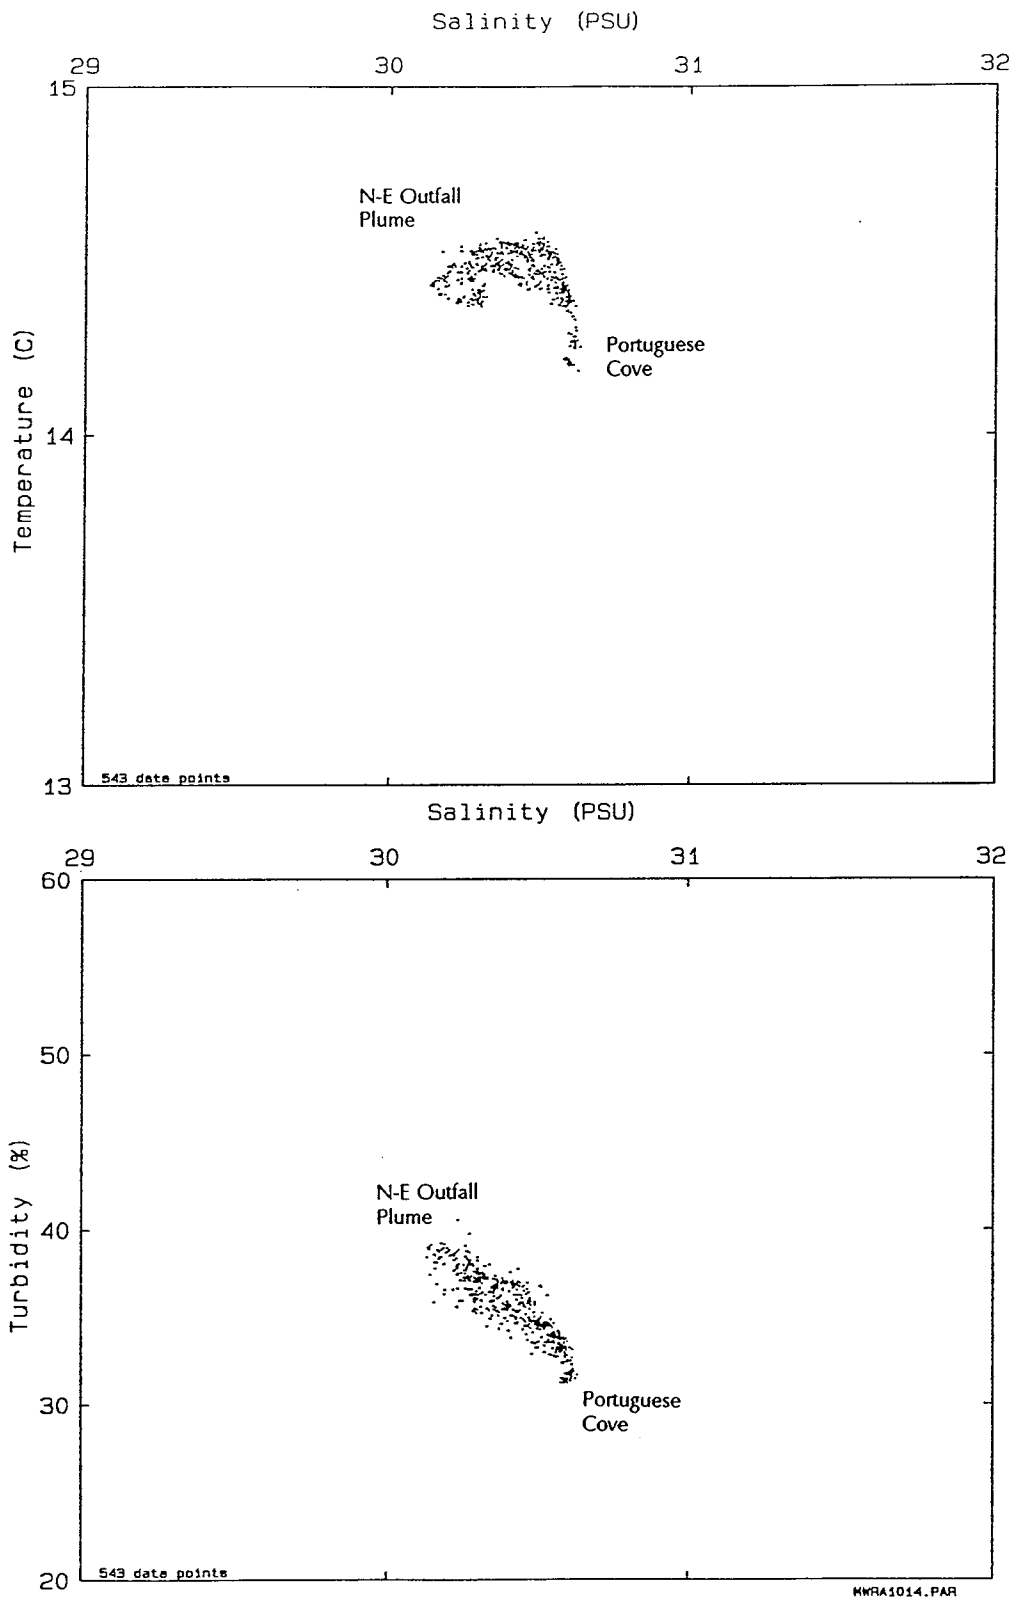 Salinity (PSU)
29 30 31 32
15
N-E Outfall
Plume
Portuguese
Cove
Temperature (C)
14
543 data points
13
Salinity (PSU)
29 30 31 32
60
50
N-E Outfall
Plume
Turbidity (%)
40
30
Portuguese
Cove
543 data points
20
MWRA1014.PAR